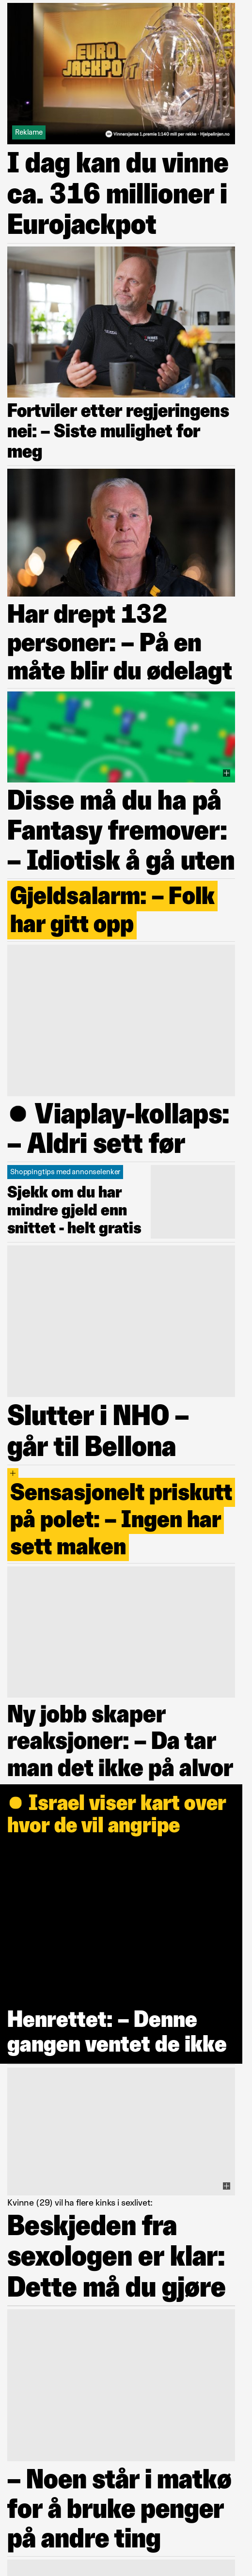 EURO
JACKPOT
Reklame
Vinnersjanse 1.premie 1:140 mill per rekke - Hjelpelinjen.no
I dag kan du vinne
ca. 316 millioner i
Eurojackpot
Fortviler etter regjeringens
nei: – Siste mulighet for
meg
Har drept 132
personer: – På en
måte blir du ødelagt
Disse må du ha på
Fantasy fremover:
– Idiotisk å gå uten
Gjeldsalarm: – Folk
har gitt opp
● Viaplay-kollaps:
– Aldri sett før
Shoppingtips med annonselenker
Sjekk om du har
mindre gjeld enn
snittet - helt gratis
Slutter i NHO –
går til Bellona
+
Sensasjonelt priskutt
på polet: – Ingen har
sett maken
Ny jobb skaper
reaksjoner: – Da tar
man det ikke på alvor
● Israel viser kart over
hvor de vil angripe
Henrettet: – Denne
gangen ventet de ikke
Kvinne (29) vil ha flere kinks i sexlivet:
Beskjeden fra
sexologen er klar:
Dette må du gjøre
– Noen står i matkø
for å bruke penger
på andre ting